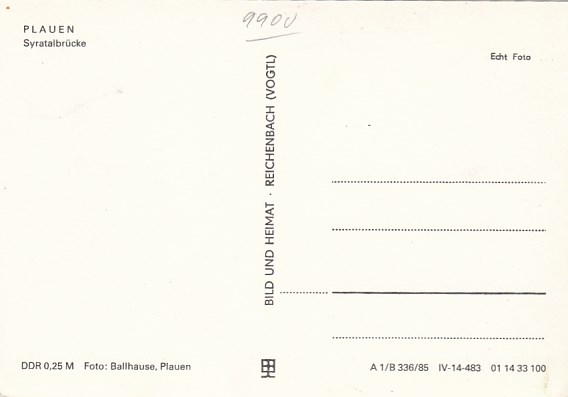 PLAUEN
Syratalbrücke
Echt Foto
BILD UND HEIMAT · REICHENBACH (VOGTL)
DDR 0,25 M Foto: Ballhause, Plauen
A 1/B 336/85 IV-14-483 01 14 33 100